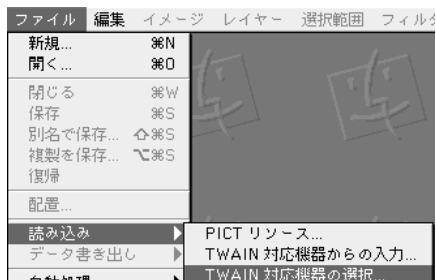 ファイル 編集 イメージ レイヤー 選択範囲 フィルタ
新規... ⌘N
開く... ⌘O
閉じる ⌘W
保存 ⌘S
別名で保存... ⇧⌘S
複製を保存... ⌥⌘S
復帰
配置...
読み込み ▶
PICT リソース...
データ書き出し ▶
TWAIN 対応機器からの入力...
自動処理 ▶
TWAIN 対応機器の選択...